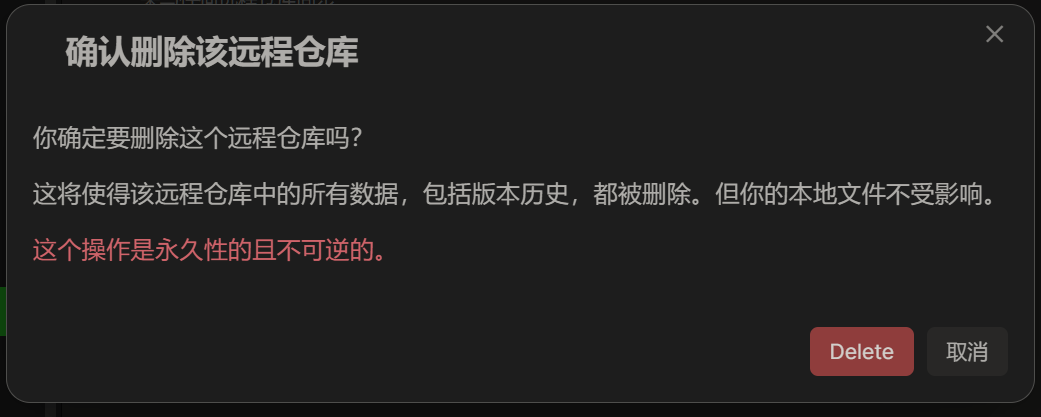 确认删除该远程仓库
你确定要删除这个远程仓库吗？
这将使得该远程仓库中的所有数据，包括版本历史，都被删除。但你的本地文件不受影响。
这个操作是永久性的且不可逆的。
Delete
取消